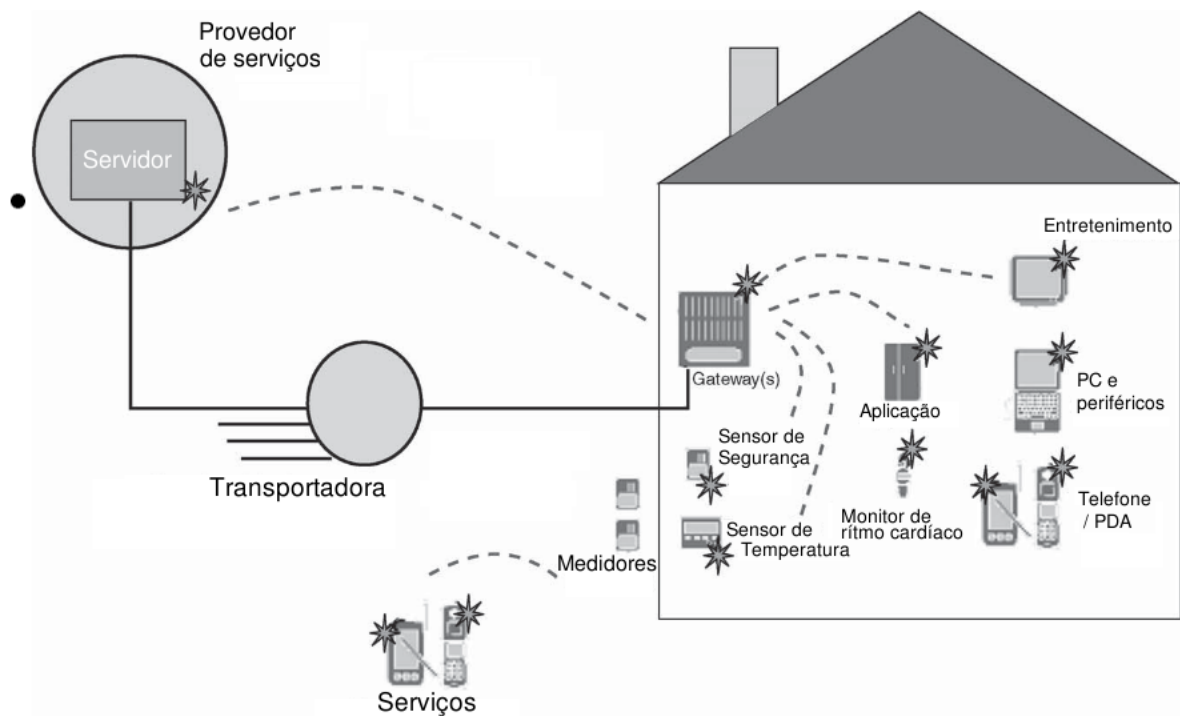 Provedor
de serviços
Servidor
Entretenimento
Gateway(s)
Aplicação
PC e
periféricos
Transportadora
Sensor de
Segurança
Medidores
Sensor de
Temperatura
Monitor de
rítmo cardíaco
Telefone
/ PDA
Serviços